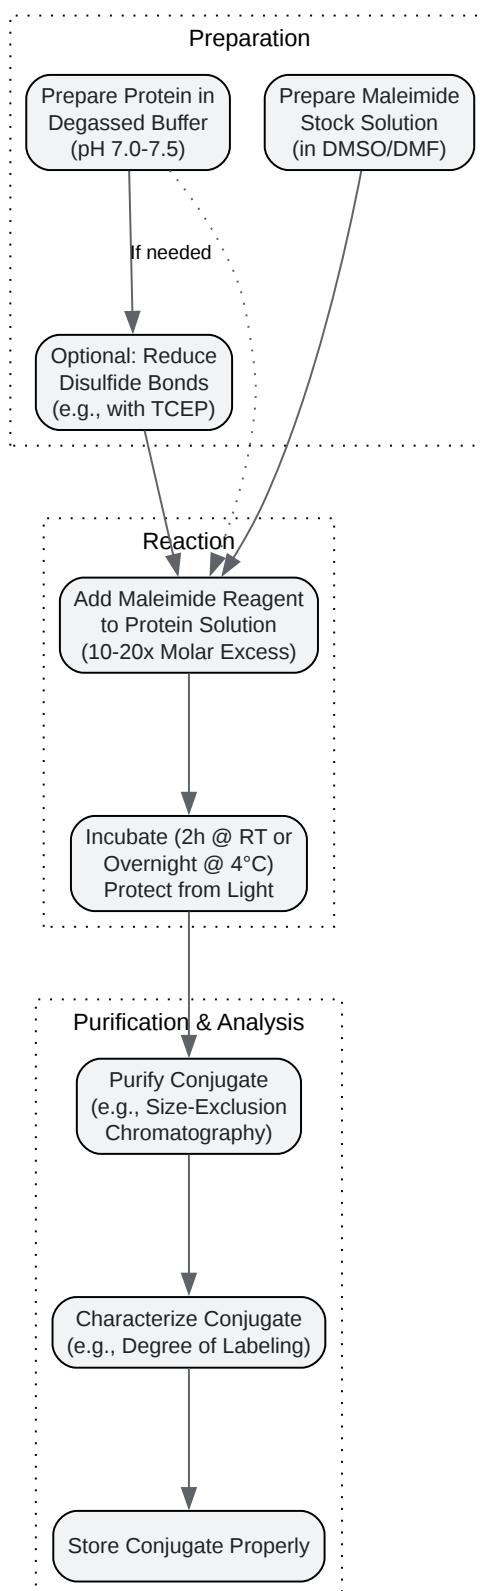 Preparation
Prepare Protein in
Degassed Buffer
(pH 7.0-7.5)
Prepare Maleimide
Stock Solution
(in DMSO/DMF)
If needed
Optional: Reduce
Disulfide Bonds
(e.g., with TCEP)
Reaction
Add Maleimide Reagent
to Protein Solution
(10-20x Molar Excess)
Incubate (2h @ RT or
Overnight @ 4°C)
Protect from Light
Purification & Analysis
Purify Conjugate
(e.g., Size-Exclusion
Chromatography)
Characterize Conjugate
(e.g., Degree of Labeling)
Store Conjugate Properly